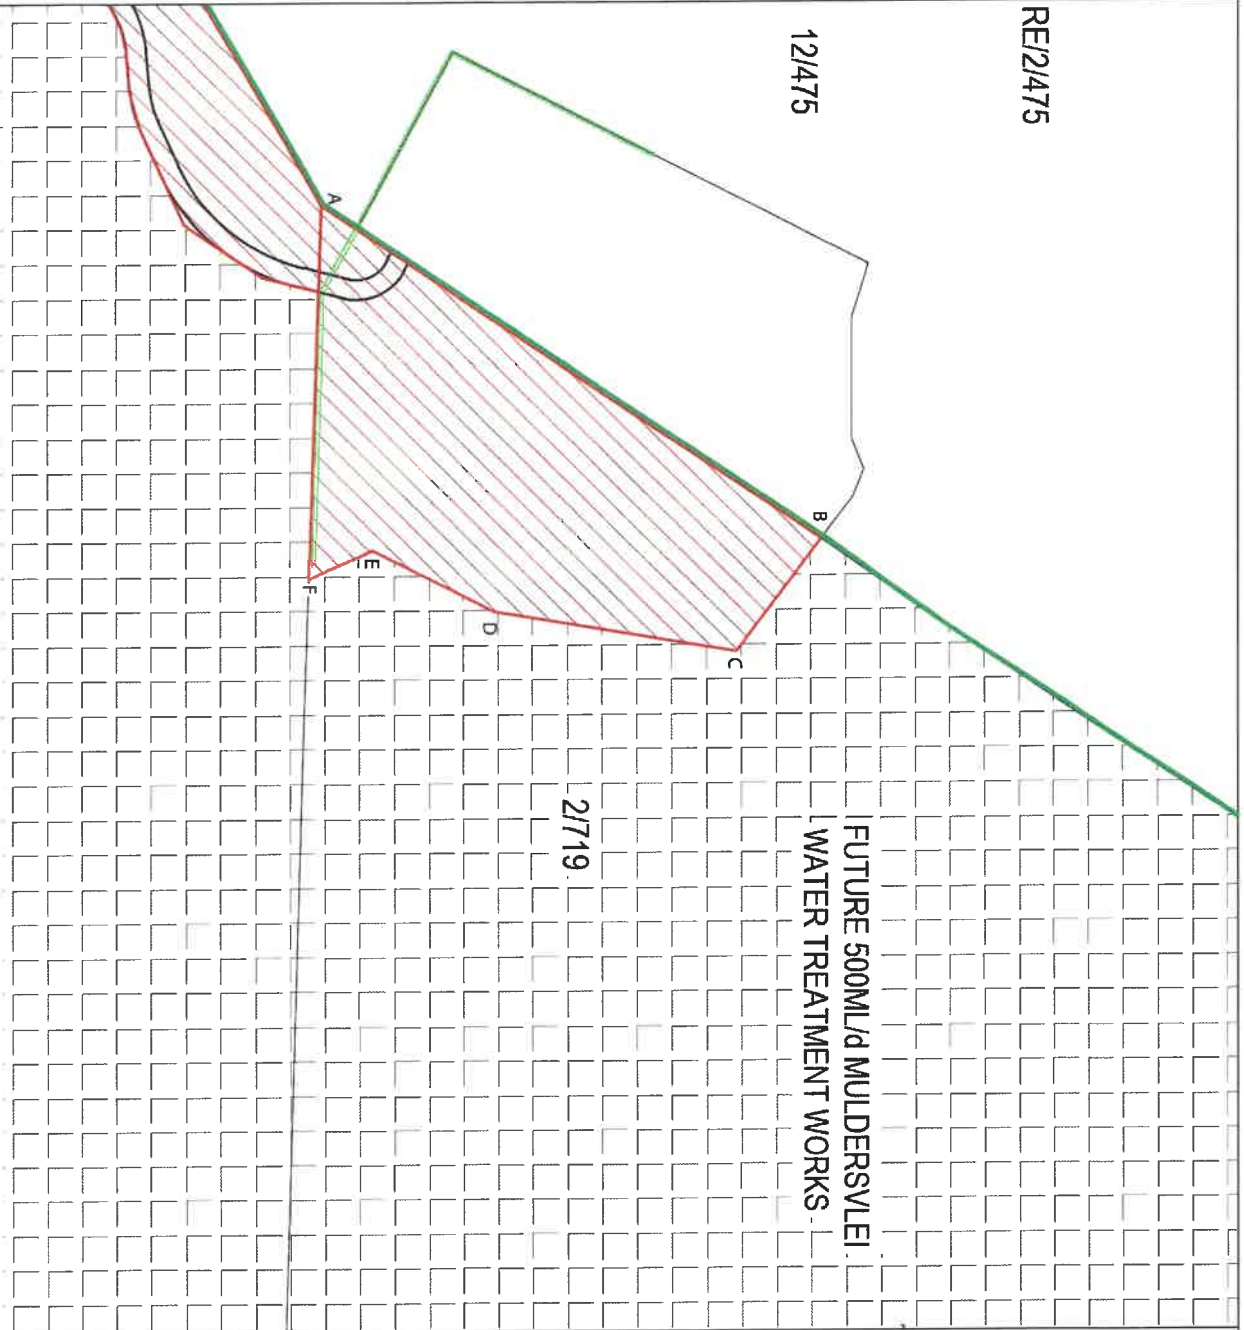 RE/2/475
12/475
A
B
C
D
E
F
FUTURE 500ML/d MULDERSVLEI
WATER TREATMENT WORKS
2/719